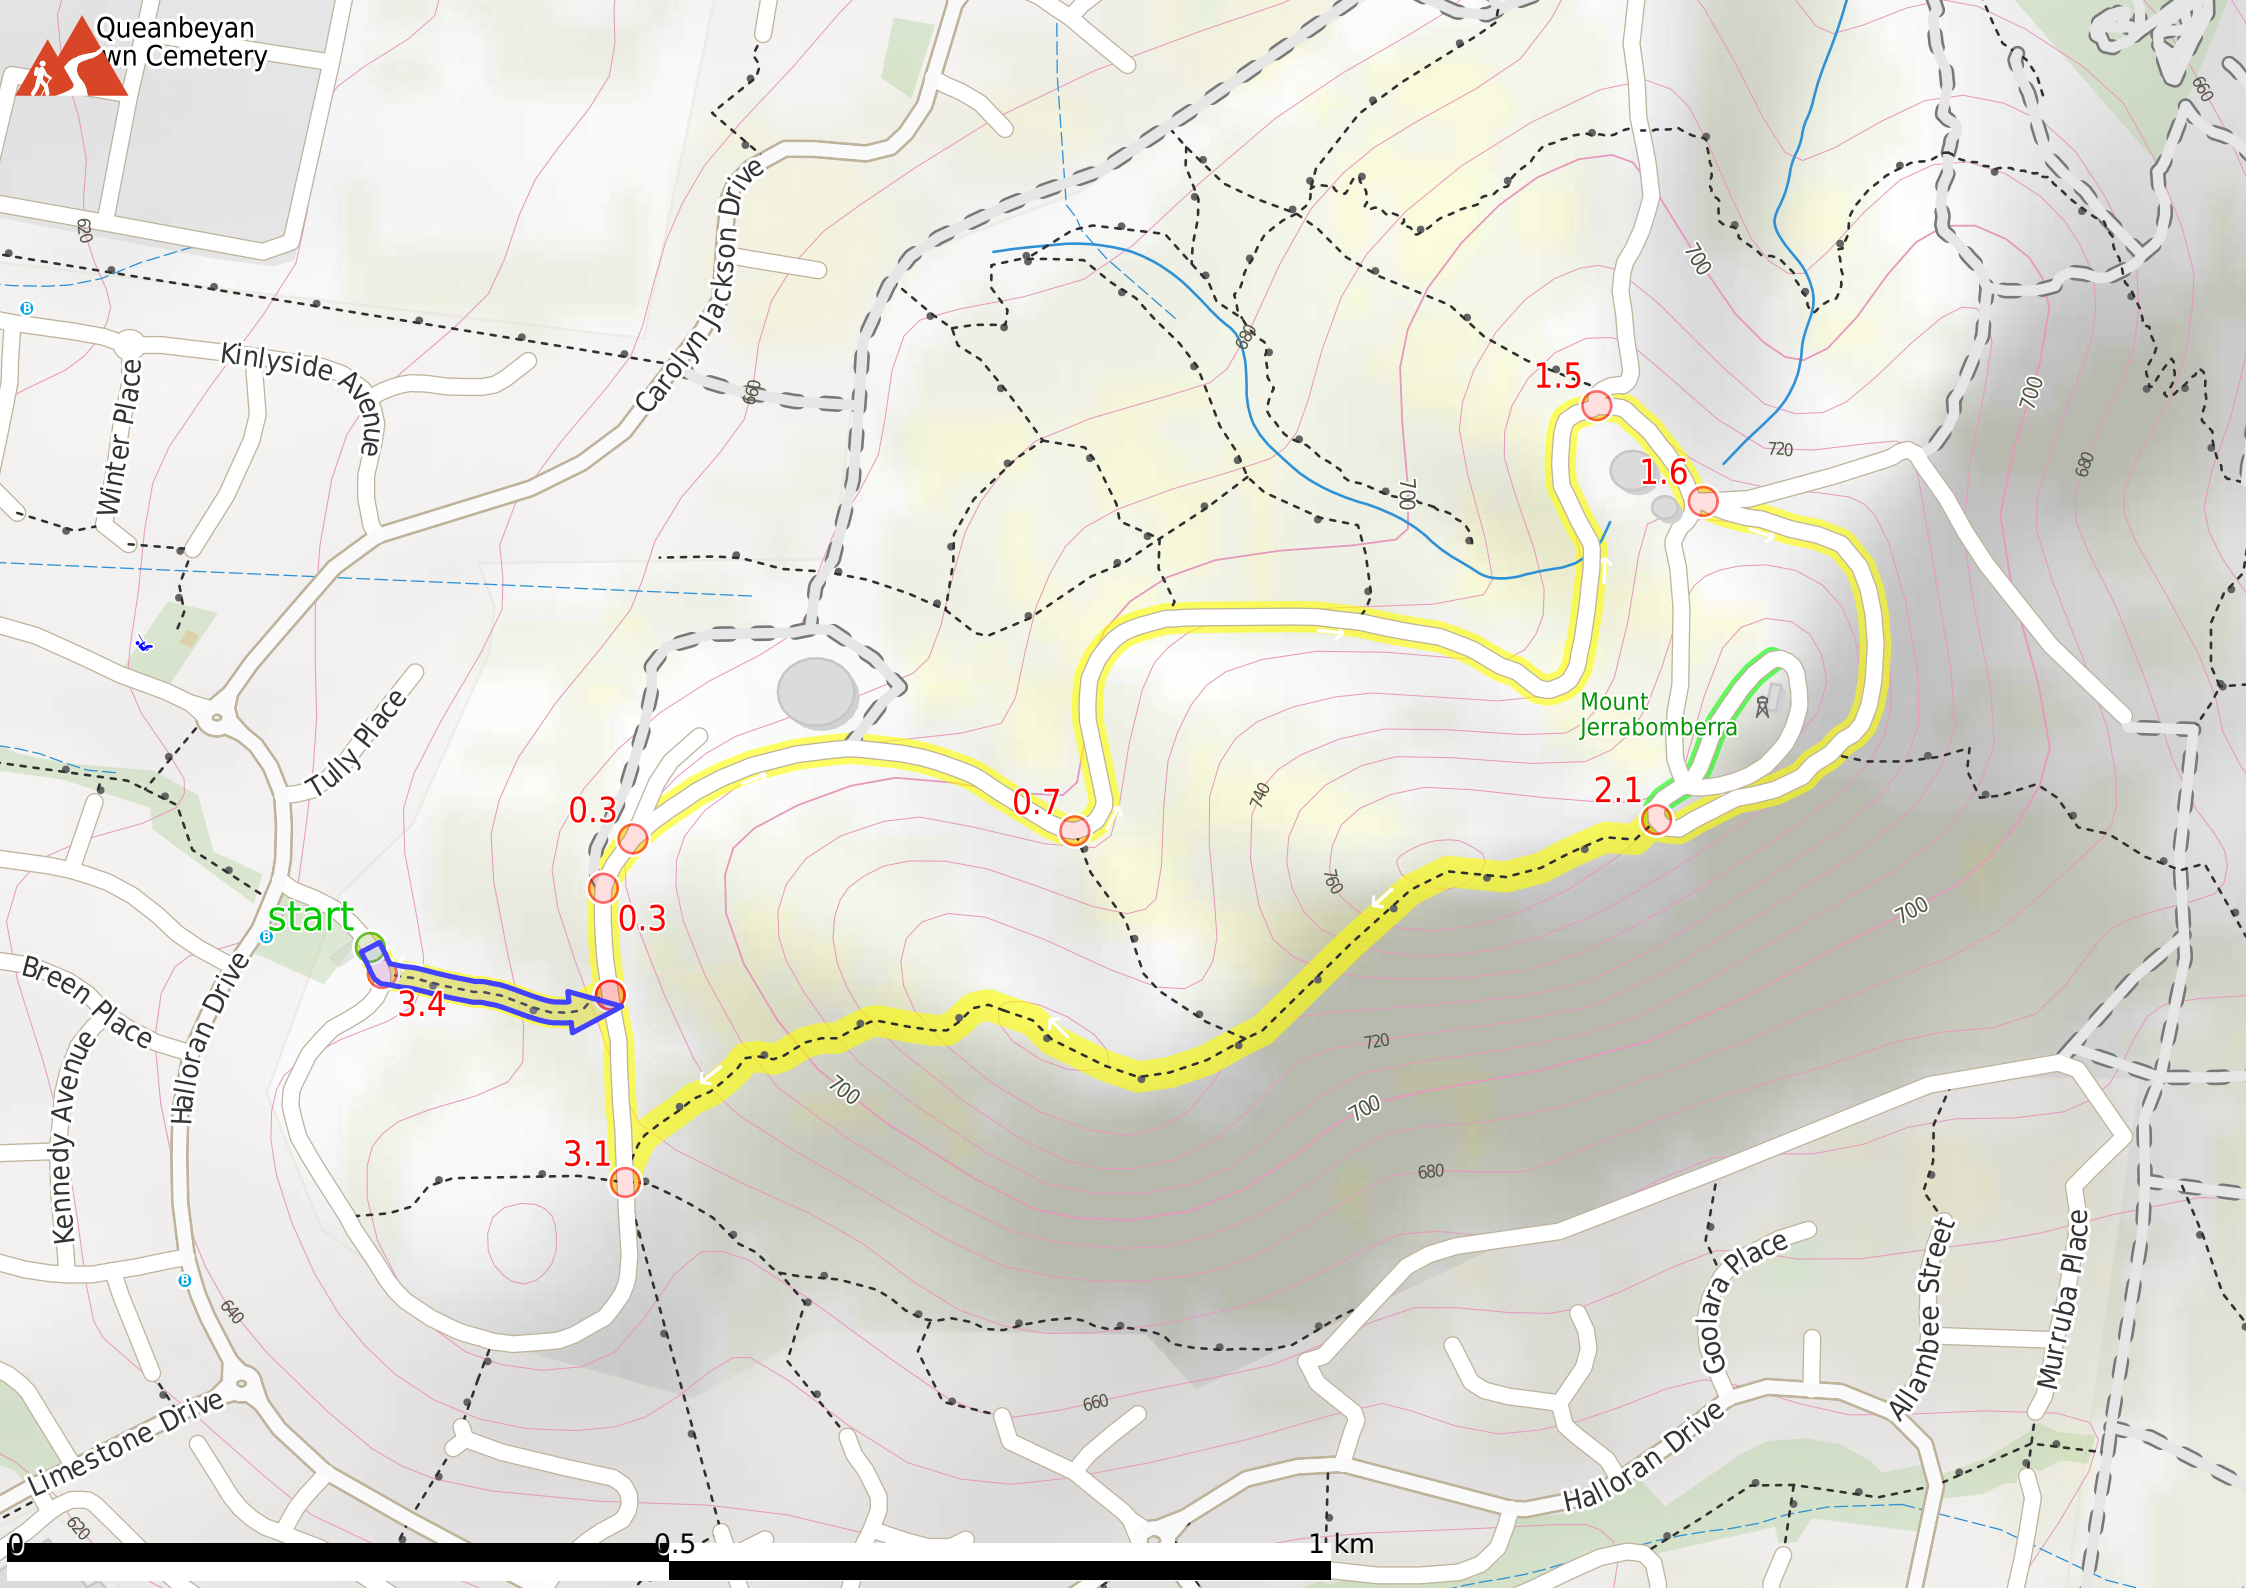 Queanbeyan
wn Cemetery
Carolyn Jackson Drive
Kinlyside Avenue
Winter Place
Tully Place
620
660
680
700
700
700
720
680
660
1.5
1.6
Mount
Jerrabomberra
2.1
0.3
0.7
0.3
740
760
start
3.4
3.1
Breen Place
Kennedy Avenue
Halloran Drive
Limestone Drive
640
620
700
720
700
680
660
700
Goolara Place
Allambee Street
Murruba Place
Halloran Drive
B
B
B
0
0.5
1 km